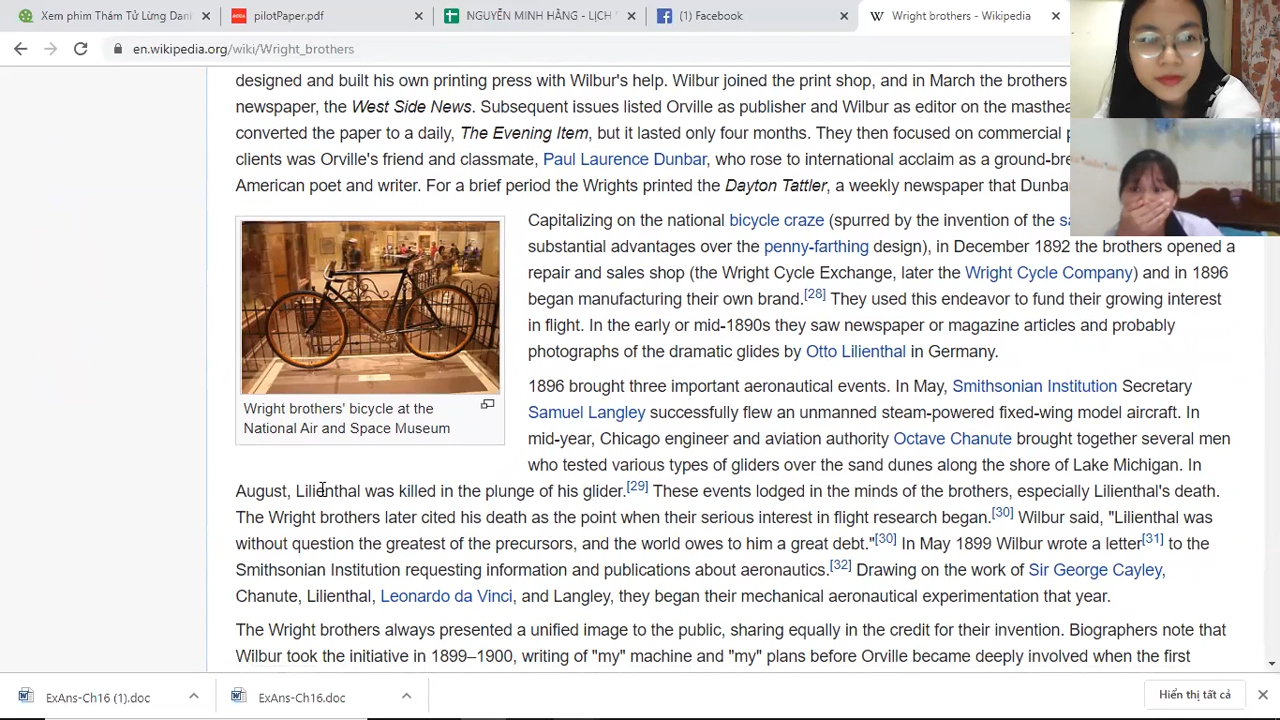 Xem phim Thám Tử Lừng Dan
pilotPaper.pdf
NGUYỄN MINH HẰNG - LỊCH T
(1) Facebook
Wright brothers - Wikipedia
en.wikipedia.org/wiki/Wright_brothers
designed and built his own printing press with Wilbur's help. Wilbur joined the print shop, and in March the brothers
newspaper, the West Side News. Subsequent issues listed Orville as publisher and Wilbur as editor on the masthea
converted the paper to a daily, The Evening Item, but it lasted only four months. They then focused on commercial p
clients was Orville's friend and classmate, Paul Laurence Dunbar, who rose to international acclaim as a ground-bre
American poet and writer. For a brief period the Wrights printed the Dayton Tattler, a weekly newspaper that Dunba
Capitalizing on the national bicycle craze (spurred by the invention of the sa
substantial advantages over the penny-farthing design), in December 1892 the brothers opened a
repair and sales shop (the Wright Cycle Exchange, later the Wright Cycle Company) and in 1896
began manufacturing their own brand.[28] They used this endeavor to fund their growing interest
in flight. In the early or mid-1890s they saw newspaper or magazine articles and probably
photographs of the dramatic glides by Otto Lilienthal in Germany.
Wright brothers' bicycle at the
National Air and Space Museum
1896 brought three important aeronautical events. In May, Smithsonian Institution Secretary
Samuel Langley successfully flew an unmanned steam-powered fixed-wing model aircraft. In
mid-year, Chicago engineer and aviation authority Octave Chanute brought together several men
who tested various types of gliders over the sand dunes along the shore of Lake Michigan. In
August, Lilienthal was killed in the plunge of his glider.[29] These events lodged in the minds of the brothers, especially Lilienthal's death.
The Wright brothers later cited his death as the point when their serious interest in flight research began.[30] Wilbur said, "Lilienthal was
without question the greatest of the precursors, and the world owes to him a great debt."[30] In May 1899 Wilbur wrote a letter[31] to the
Smithsonian Institution requesting information and publications about aeronautics.[32] Drawing on the work of Sir George Cayley,
Chanute, Lilienthal, Leonardo da Vinci, and Langley, they began their mechanical aeronautical experimentation that year.
The Wright brothers always presented a unified image to the public, sharing equally in the credit for their invention. Biographers note that
Wilbur took the initiative in 1899–1900, writing of "my" machine and "my" plans before Orville became deeply involved when the first
ExAns-Ch16 (1).doc
ExAns-Ch16.doc
Hiển thị tất cả